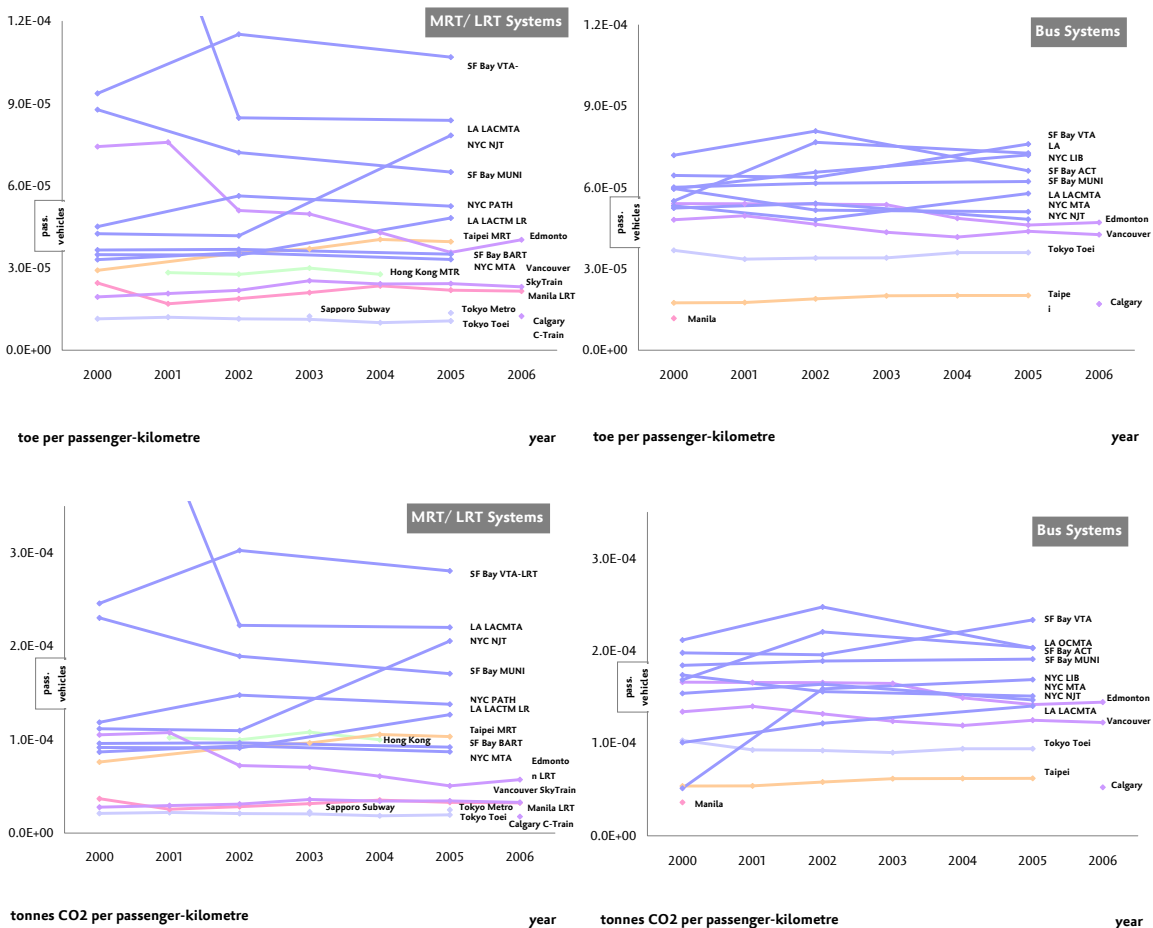 MRT/ LRT Systems
1.2E-04
9.0E-05
6.0E-05
3.0E-05
0.0E+00
pass.
vehicles
SF Bay VTA-
LA LACMTA
NYC NJT
SF Bay MUNI
NYC PATH
LA LACTM LR
Taipei MRT
Edmonto
SF Bay BART
NYC MTA
Hong Kong MTR
Vancouver
SkyTrain
Manila LRT
Sapporo Subway
Tokyo Metro
Tokyo Toei
Calgary
C-Train
2000 2001 2002 2003 2004 2005 2006
toe per passenger-kilometre
year
Bus Systems
1.2E-04
9.0E-05
6.0E-05
3.0E-05
0.0E+00
pass.
vehicles
SF Bay VTA
LA
NYC LIB
SF Bay ACT
SF Bay MUNI
LA LACMTA
NYC MTA
NYC NJT
Edmonton
Vancouver
Tokyo Toei
Taipe
i
Calgary
Manila
2000 2001 2002 2003 2004 2005 2006
toe per passenger-kilometre
year
MRT/ LRT Systems
3.0E-04
2.0E-04
1.0E-04
0.0E+00
pass.
vehicles
SF Bay VTA-LRT
LA LACMTA
NYC NJT
SF Bay MUNI
NYC PATH
LA LACTM LR
Taipei MRT
Hong Kong
SF Bay BART
NYC MTA
Edmonto
n LRT
Vancouver SkyTrain
Sapporo Subway
Tokyo Metro
Manila LRT
Tokyo Toei
Calgary C-Train
2000 2001 2002 2003 2004 2005 2006
tonnes CO2 per passenger-kilometre
year
Bus Systems
3.0E-04
2.0E-04
1.0E-04
0.0E+00
pass.
vehicles
SF Bay VTA
LA OCMTA
SF Bay ACT
SF Bay MUNI
NYC LIB
NYC MTA
NYC NJT
LA LACMTA
Edmonton
Vancouver
Tokyo Toei
Taipei
Calgary
Manila
2000 2001 2002 2003 2004 2005 2006
tonnes CO2 per passenger-kilometre
year